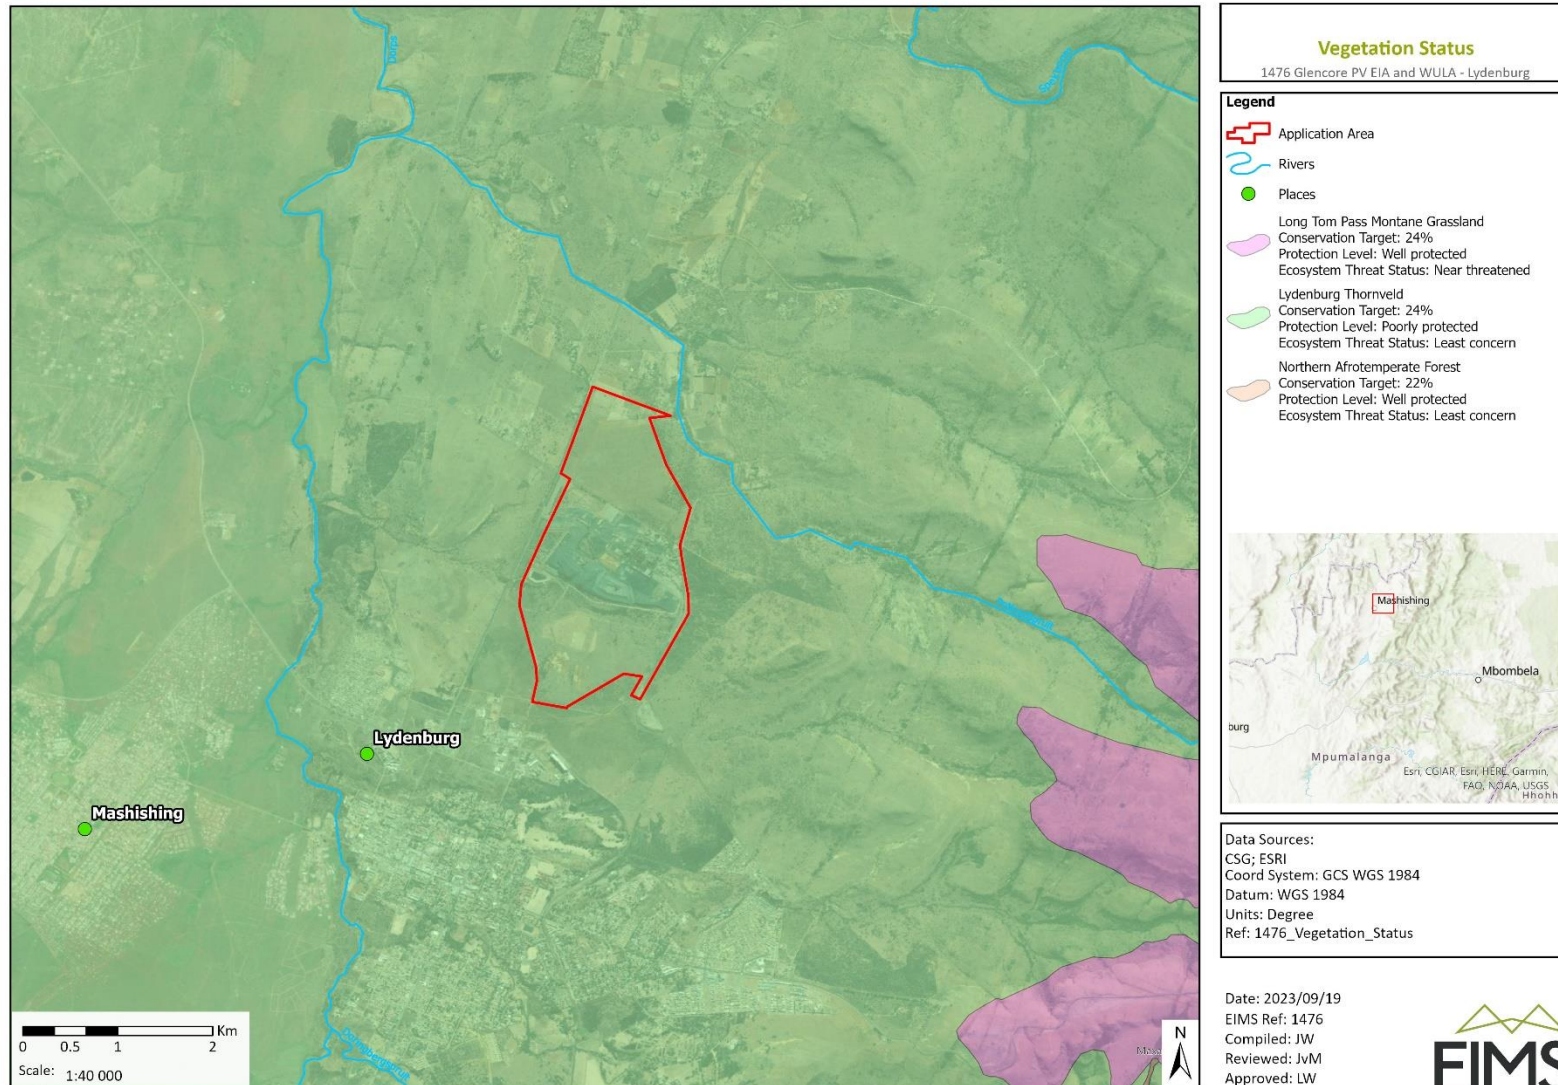 Vegetation Status
1476 Glencore PV EIA and WULA - Lydenburg
Legend
Application Area
Rivers
Places
Long Tom Pass Montane Grassland
Conservation Target: 24%
Protection Level: Well protected
Ecosystem Threat Status: Near threatened
Lydenburg Thornveld
Conservation Target: 24%
Protection Level: Poorly protected
Ecosystem Threat Status: Least concern
Northern Afrotemperate Forest
Conservation Target: 22%
Protection Level: Well protected
Ecosystem Threat Status: Least concern
Dorps
Lydenburg
Mashishing
Km
0 0.5 1 2
Scale: 1:40 000
N
Mashishing
Mbombela
burg
Mpumalanga
Esri, CGIAR, Esri, HERE, Garmin,
FAO, NOAA, USGS
Hhohh
Data Sources:
CSG; ESRI
Coord System: GCS WGS 1984
Datum: WGS 1984
Units: Degree
Ref: 1476_Vegetation_Status
Date: 2023/09/19
EIMS Ref: 1476
Compiled: JW
Reviewed: JvM
Approved: LW
EIMS